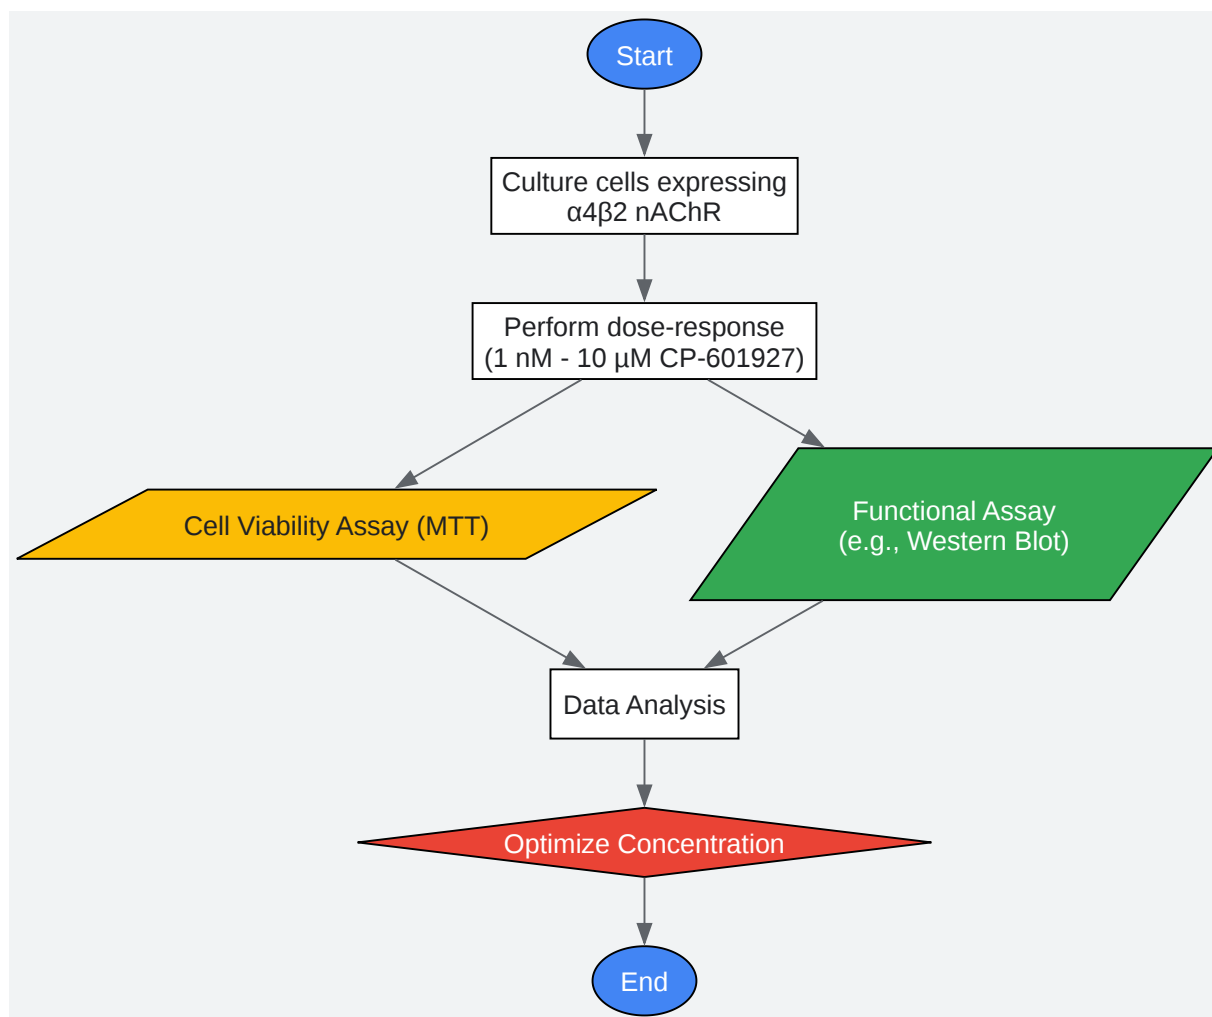 Start
Culture cells expressing
α4β2 nAChR
Perform dose-response
(1 nM - 10 µM CP-601927)
Cell Viability Assay (MTT)
Functional Assay
(e.g., Western Blot)
Data Analysis
Optimize Concentration
End